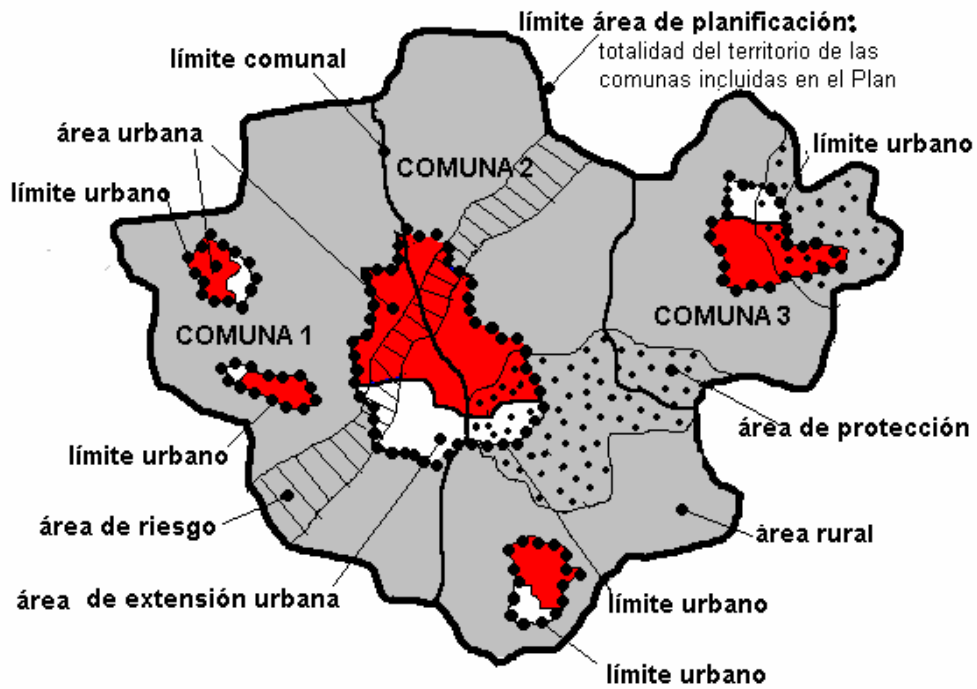 límite área de planificación:
totalidad del territorio de las
comunas incluidas en el Plan
límite comunal
área urbana
límite urbano
límite urbano
COMUNA 2
COMUNA 1
COMUNA 3
límite urbano
área de protección
área de riesgo
área rural
área de extensión urbana
límite urbano
límite urbano